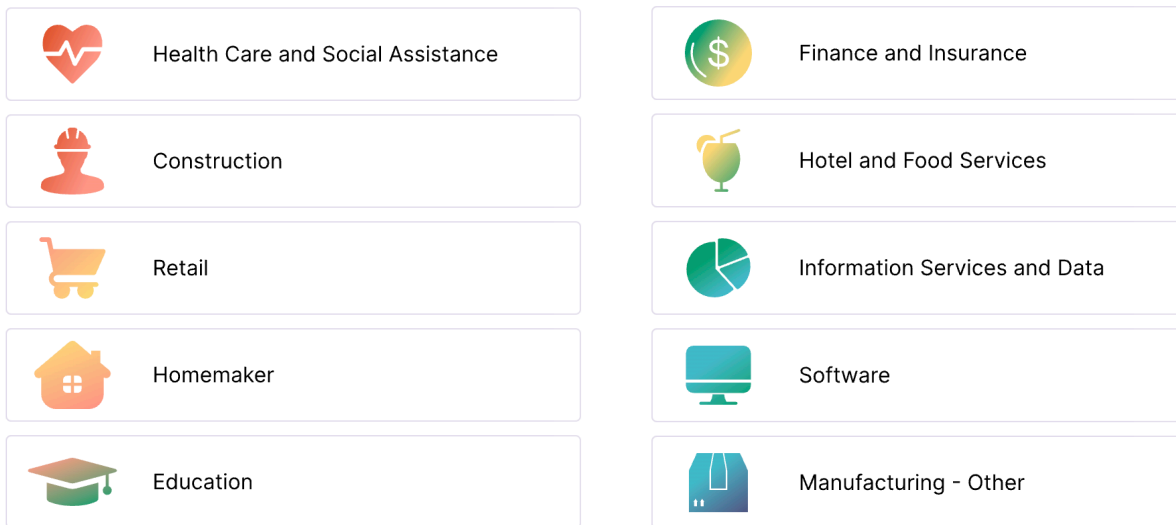 Health Care and Social Assistance
Construction
Retail
Homemaker
Education
$
Finance and Insurance
Hotel and Food Services
Information Services and Data
Software
Manufacturing - Other